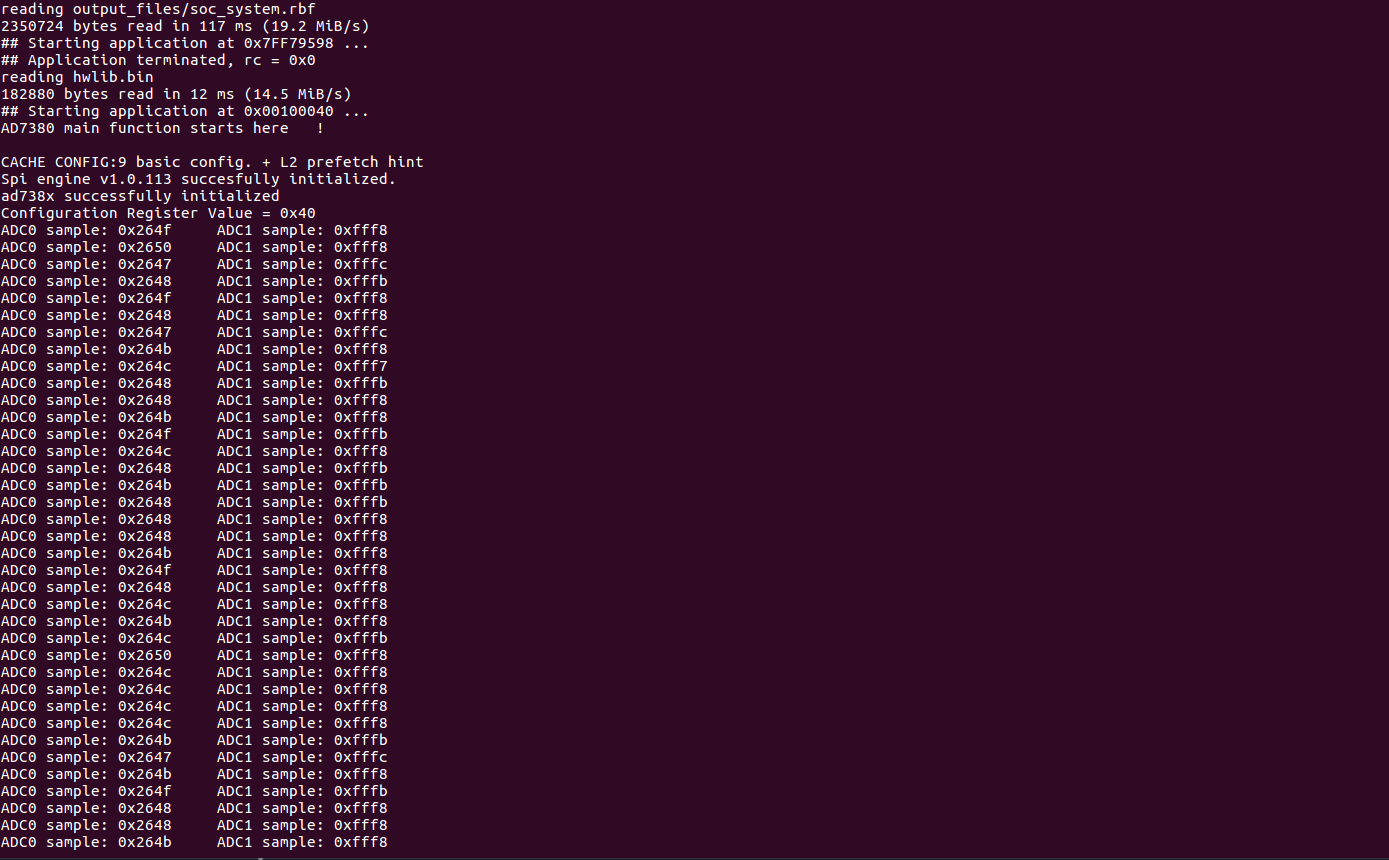 reading output_files/soc_system.rbf
2350724 bytes read in 117 ms (19.2 MiB/s)
## Starting application at 0x7FF79598 ...
## Application terminated, rc = 0x0
reading hwlib.bin
182880 bytes read in 12 ms (14.5 MiB/s)
## Starting application at 0x00100040 ...
AD7380 main function starts here   !

CACHE CONFIG:9 basic config. + L2 prefetch hint
Spi engine v1.0.113 succesfully initialized.
ad738x successfully initialized
Configuration Register Value = 0x40
ADC0 sample: 0x264f     ADC1 sample: 0xfff8
ADC0 sample: 0x2650     ADC1 sample: 0xfff8
ADC0 sample: 0x2647     ADC1 sample: 0xfffc
ADC0 sample: 0x2648     ADC1 sample: 0xfffb
ADC0 sample: 0x264f     ADC1 sample: 0xfff8
ADC0 sample: 0x2648     ADC1 sample: 0xfff8
ADC0 sample: 0x2647     ADC1 sample: 0xfffc
ADC0 sample: 0x264b     ADC1 sample: 0xfff8
ADC0 sample: 0x264c     ADC1 sample: 0xfff7
ADC0 sample: 0x2648     ADC1 sample: 0xfffb
ADC0 sample: 0x2648     ADC1 sample: 0xfff8
ADC0 sample: 0x264b     ADC1 sample: 0xfff8
ADC0 sample: 0x264f     ADC1 sample: 0xfffb
ADC0 sample: 0x264c     ADC1 sample: 0xfff8
ADC0 sample: 0x2648     ADC1 sample: 0xfffb
ADC0 sample: 0x264b     ADC1 sample: 0xfffb
ADC0 sample: 0x2648     ADC1 sample: 0xfffb
ADC0 sample: 0x2648     ADC1 sample: 0xfff8
ADC0 sample: 0x2648     ADC1 sample: 0xfff8
ADC0 sample: 0x264b     ADC1 sample: 0xfff8
ADC0 sample: 0x264f     ADC1 sample: 0xfff8
ADC0 sample: 0x2648     ADC1 sample: 0xfff8
ADC0 sample: 0x264c     ADC1 sample: 0xfff8
ADC0 sample: 0x264b     ADC1 sample: 0xfff8
ADC0 sample: 0x264c     ADC1 sample: 0xfffb
ADC0 sample: 0x2650     ADC1 sample: 0xfff8
ADC0 sample: 0x264c     ADC1 sample: 0xfff8
ADC0 sample: 0x264c     ADC1 sample: 0xfff8
ADC0 sample: 0x264c     ADC1 sample: 0xfff8
ADC0 sample: 0x264c     ADC1 sample: 0xfff8
ADC0 sample: 0x264b     ADC1 sample: 0xfffb
ADC0 sample: 0x2647     ADC1 sample: 0xfffc
ADC0 sample: 0x264b     ADC1 sample: 0xfff8
ADC0 sample: 0x264f     ADC1 sample: 0xfffb
ADC0 sample: 0x2648     ADC1 sample: 0xfff8
ADC0 sample: 0x2648     ADC1 sample: 0xfff8
ADC0 sample: 0x264b     ADC1 sample: 0xfff8